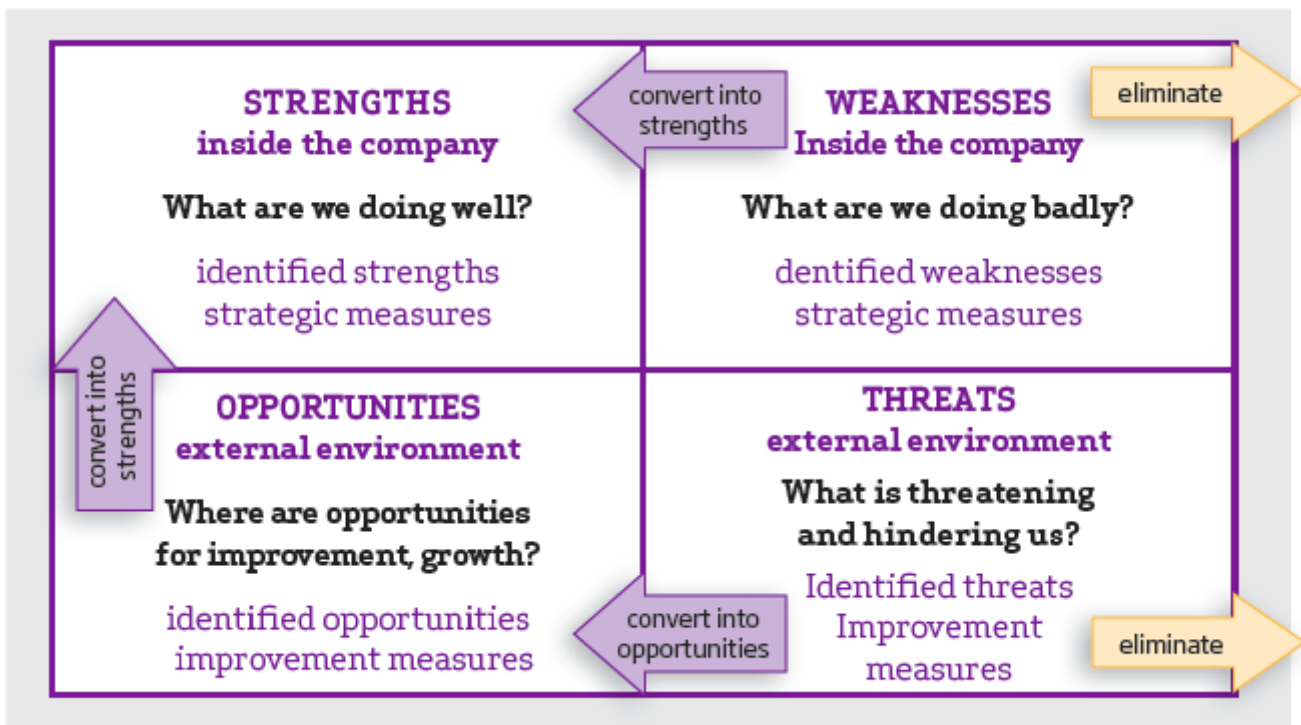 STRENGTHS
inside the company
What are we doing well?
identified strengths
strategic measures
convert into
strengths
WEAKNESSES
Inside the company
What are we doing badly?
dentified weaknesses
strategic measures
eliminate
convert into
strengths
OPPORTUNITIES
external environment
Where are opportunities
for improvement, growth?
identified opportunities
improvement measures
convert into
opportunities
THREATS
external environment
What is threatening
and hindering us?
Identified threats
Improvement
measures
eliminate